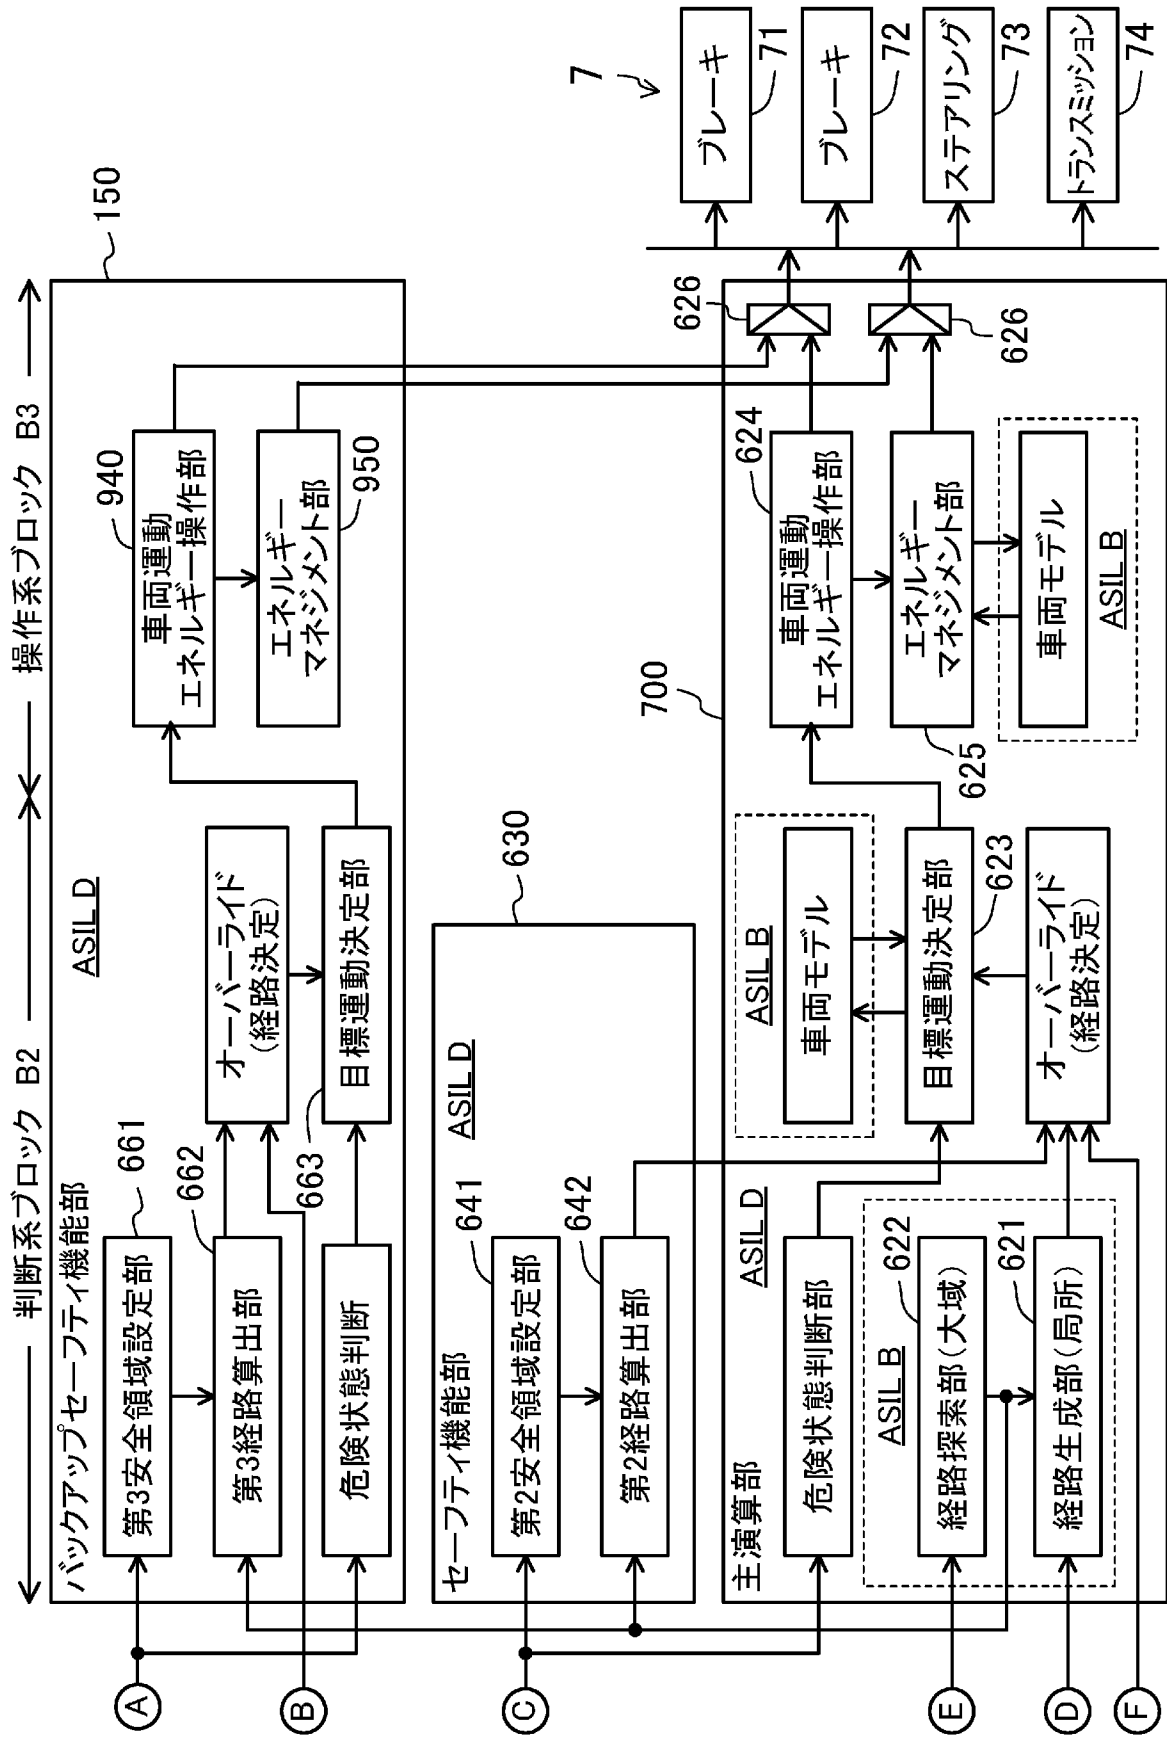 判断系ブロック B2
操作系ブロック B3
150
バックアップセーフティ機能部
ASIL D
661
第3安全領域設定部
662
第3経路算出部
危険状態判断
オーバーライド
(経路決定)
663
目標運動決定部
940
車両運動
エネルギー操作部
エネルギー
マネジメント部
950
A
B
630
セーフティ機能部
ASIL D
641
第2安全領域設定部
642
第2経路算出部
C
700
主演算部
ASIL D
危険状態判断部
ASIL B
622
経路探索部(大域)
621
経路生成部(局所)
E
D
F
ASIL B
車両モデル
目標運動決定部
623
オーバーライド
(経路決定)
624
車両運動
エネルギー操作部
エネルギー
マネジメント部
625
車両モデル
ASIL B
626
626
7
ブレーキ
71
ブレーキ
72
ステアリング
73
トランスミッション
74